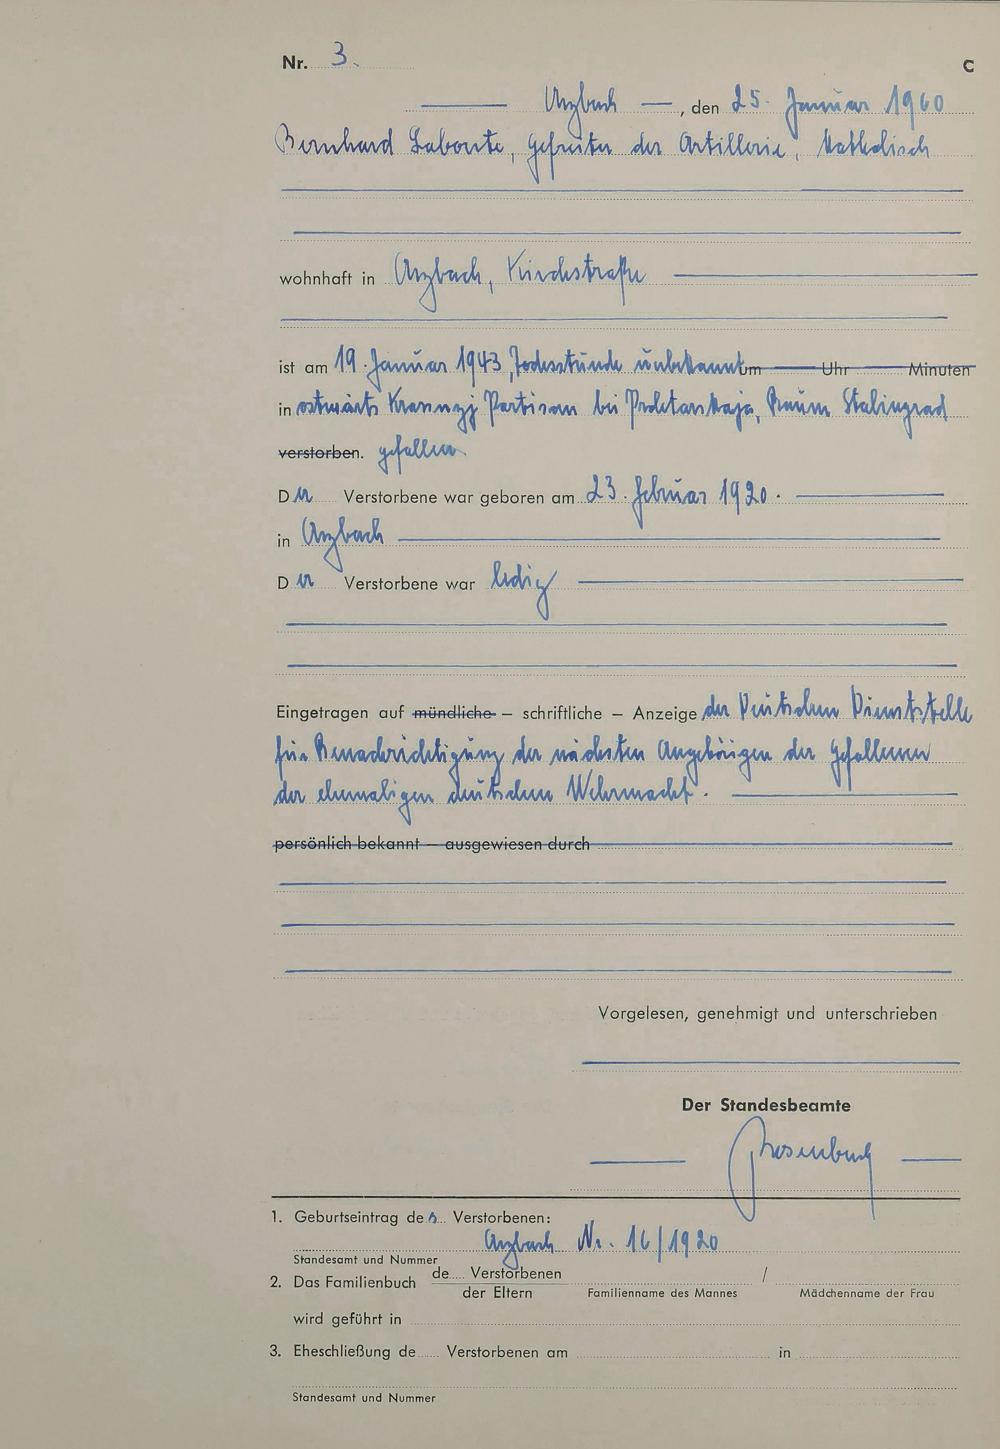 Nr. 3.
C
Arzbach, den 25. Januar 1960
Bernhard Laborte, Gefreiter der Artillerie, katholisch
wohnhaft in Arzbach, Kirchstraße
ist am 19. Januar 1943, Todesstunde unbekannt um Uhr Minuten
in ostwärts Krasnyj Partisan bei Proletarskaja, Raum Stalingrad
verstorben. gefallen.
Der Verstorbene war geboren am 23. Februar 1920.
in Arzbach
Der Verstorbene war ledig
Eingetragen auf mündliche – schriftliche – Anzeige der Deutschen Dienststelle
für Benachrichtigung der nächsten Angehörigen der Gefallenen
der ehemaligen deutschen Wehrmacht.
persönlich bekannt – ausgewiesen durch
Vorgelesen, genehmigt und unterschrieben
Der Standesbeamte
1. Geburtseintrag des Verstorbenen:
Arzbach Nr. 16/1920
Standesamt und Nummer
2. Das Familienbuch de Verstorbenen /
der Eltern Familienname des Mannes Mädchenname der Frau
wird geführt in
3. Eheschließung de Verstorbenen am in
Standesamt und Nummer